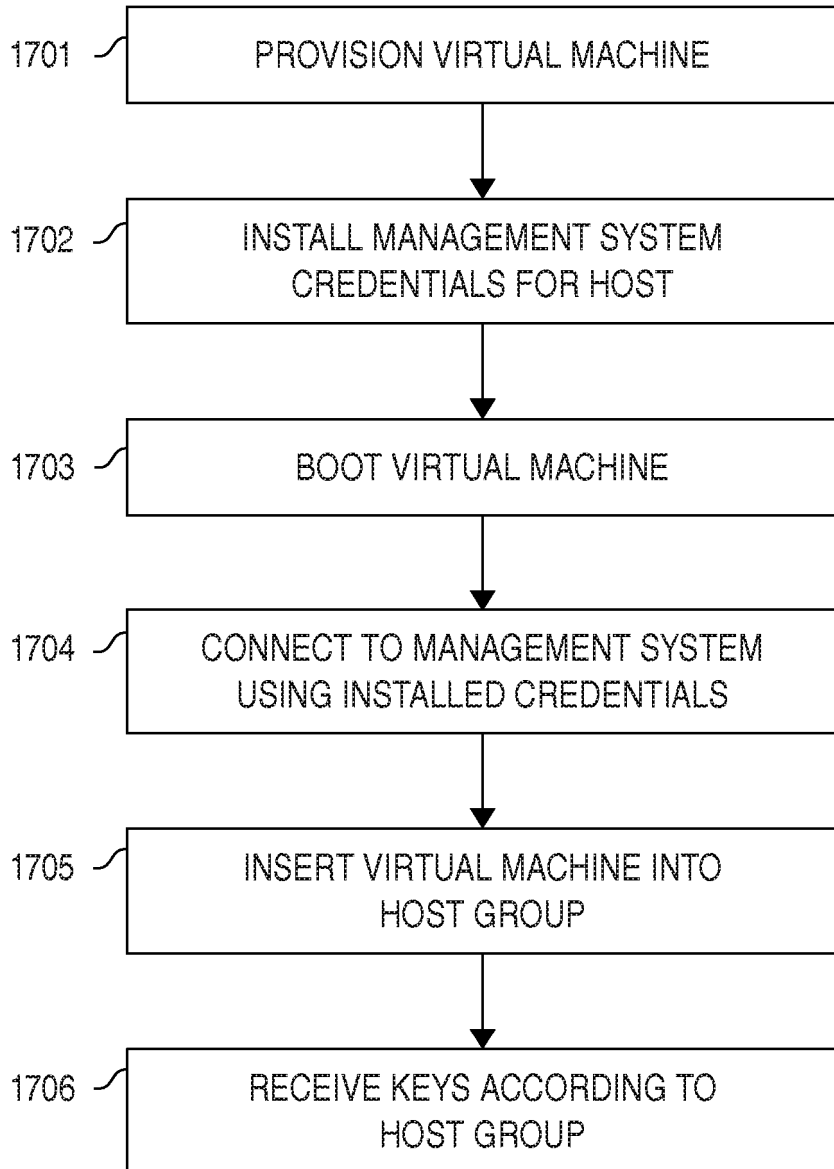 1701 PROVISION VIRTUAL MACHINE
1702 INSTALL MANAGEMENT SYSTEM
CREDENTIALS FOR HOST
1703 BOOT VIRTUAL MACHINE
1704 CONNECT TO MANAGEMENT SYSTEM
USING INSTALLED CREDENTIALS
1705 INSERT VIRTUAL MACHINE INTO
HOST GROUP
1706 RECEIVE KEYS ACCORDING TO
HOST GROUP